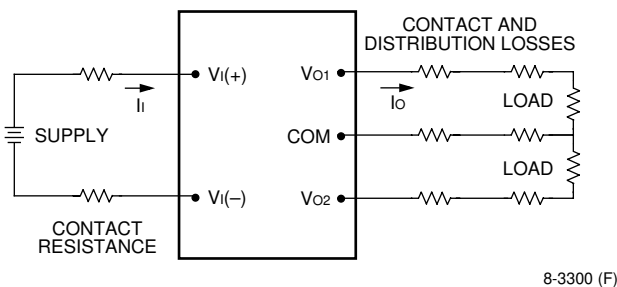 CONTACT AND
DISTRIBUTION LOSSES
VI(+)
VO1
II
IO
LOAD
SUPPLY
COM
LOAD
VI(–)
VO2
CONTACT
RESISTANCE
8-3300 (F)